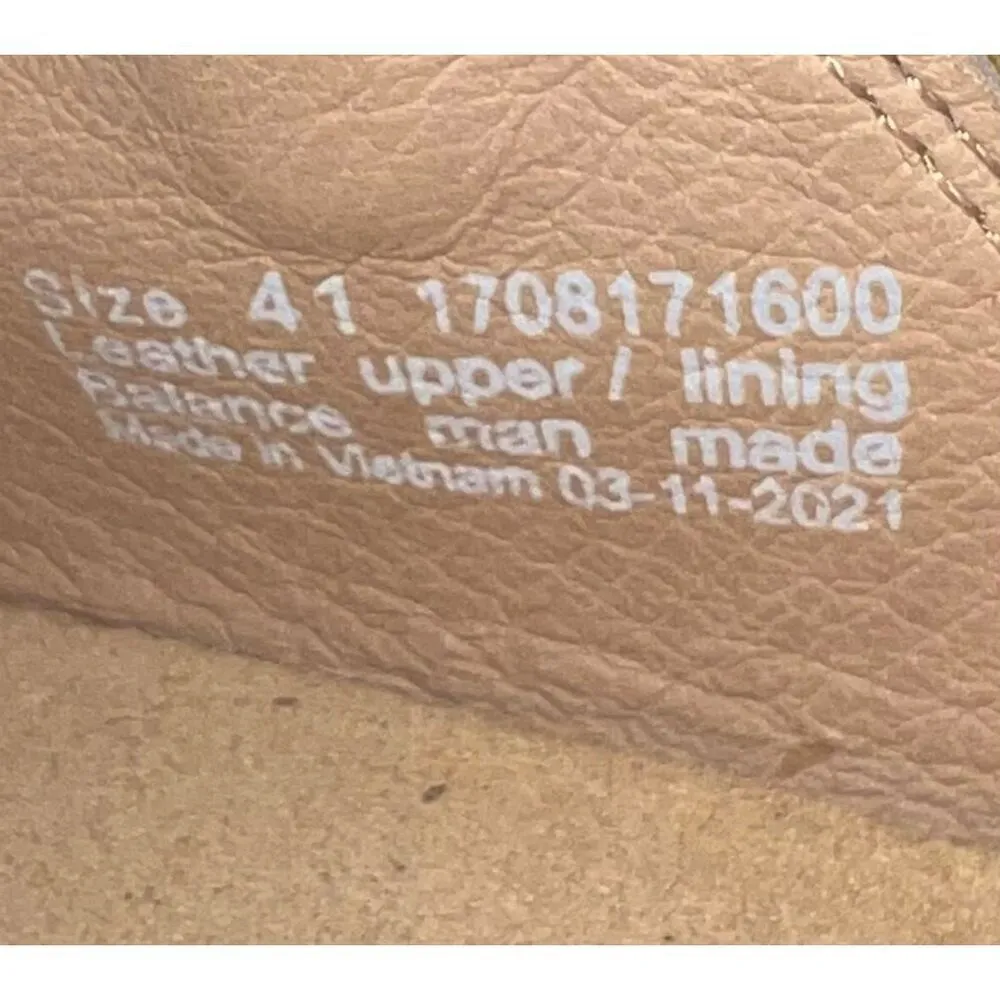 Size 41 1708171600
Leather upper / lining
Balance man made
Made in Vietnam 03-11-2021